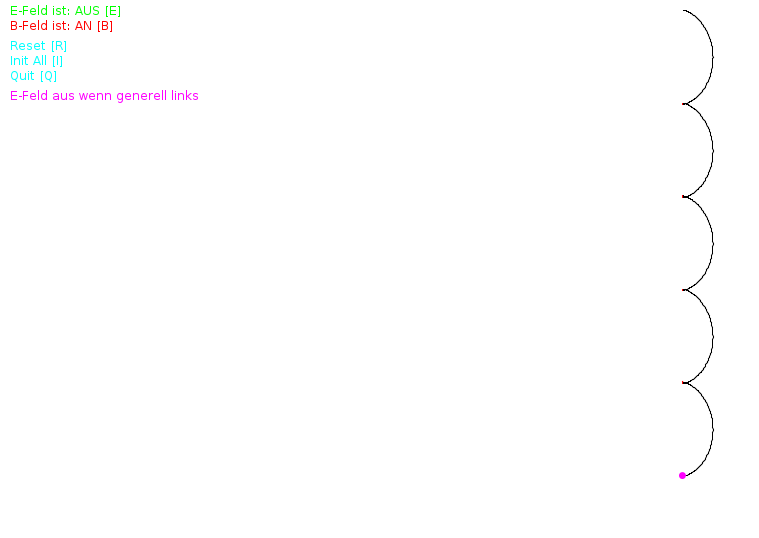 E-Feld ist: AUS [E]
B-Feld ist: AN [B]
Reset [R]
Init All [I]
Quit [Q]
E-Feld aus wenn generell links